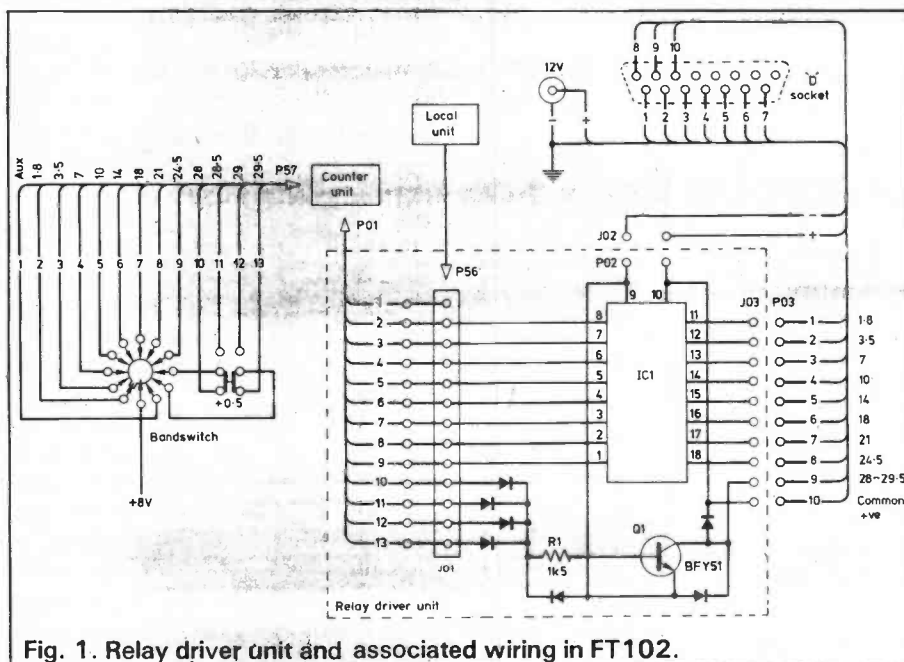 8 9 10
'D' socket
1 2 3 4 5 6 7
12V
- +
Local unit
Aux 1·8 3·5 7 10 14 18 21 24·5 28 28·5 29 29·5
P57
Counter unit
P01
1 2 3 4 5 6 7 8 9 10 11 12 13
+0·5
Bandswitch
+8V
J02
- +
P02
P56
9 10
J03 P03
1
2 8 11 1 1·8
3 7 12 2 3·5
4 6 13 3 7
5 5 14 4 10
IC1
6 4 15 5 14
7 3 16 6 18
8 2 17 7 21
9 1 18 8 24·5
10 9 28~29·5
11 10 Common +ve
12
13
J01
R1
1k5
Q1
BFY51
Relay driver unit
Fig. 1. Relay driver unit and associated wiring in FT102.